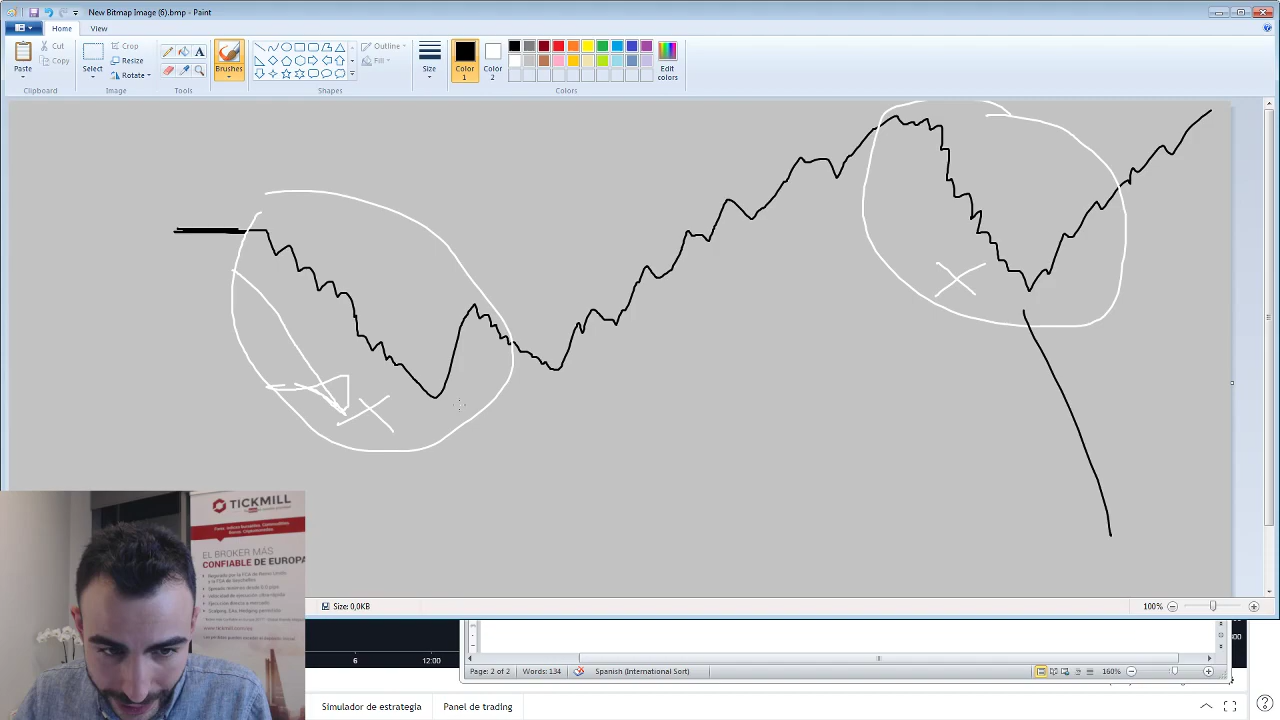 New Bitmap Image (6).bmp - Paint
Home
View
Paste
Cut
Copy
Clipboard
Select
Crop
Resize
Rotate
Image
Tools
Brushes
Outline
Fill
Shapes
Size
Color
1
Color
2
Edit
colors
Colors
TICKMILL
EL BROKER MÁS
CONFIABLE DE EUROPA
Size: 0,0KB
100%
6
12:00
Page: 2 of 2
Words: 134
Spanish (International Sort)
160%
Simulador de estrategia
Panel de trading